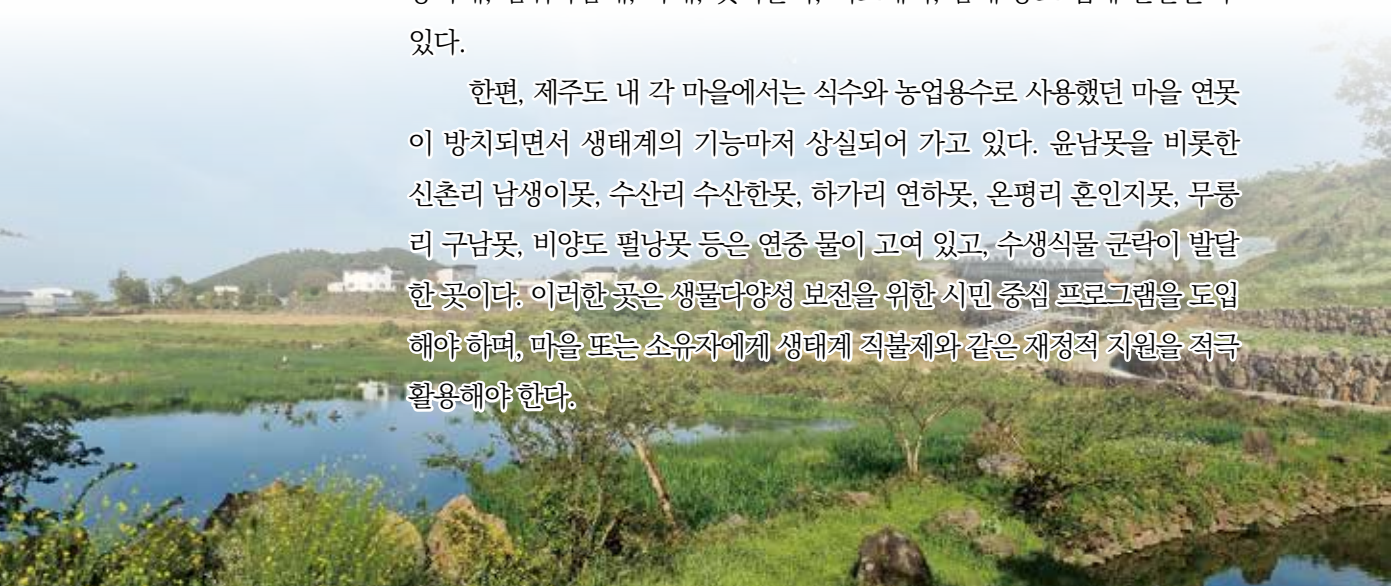 있다.
한편, 제주도 내 각 마을에서는 식수와 농업용수로 사용했던 마을 연못
이 방치되면서 생태계의 기능마저 상실되어 가고 있다. 윤남못을 비롯한
신촌리 남생이못, 수산리 수산한못, 하가리 연하못, 온평리 혼인지못, 무릉
리 구남못, 비양도 펄낭못 등은 연중 물이 고여 있고, 수생식물 군락이 발달
한 곳이다. 이러한 곳은 생물다양성 보전을 위한 시민 중심 프로그램을 도입
해야 하며, 마을 또는 소유자에게 생태계 직불제와 같은 재정적 지원을 적극
활용해야 한다.